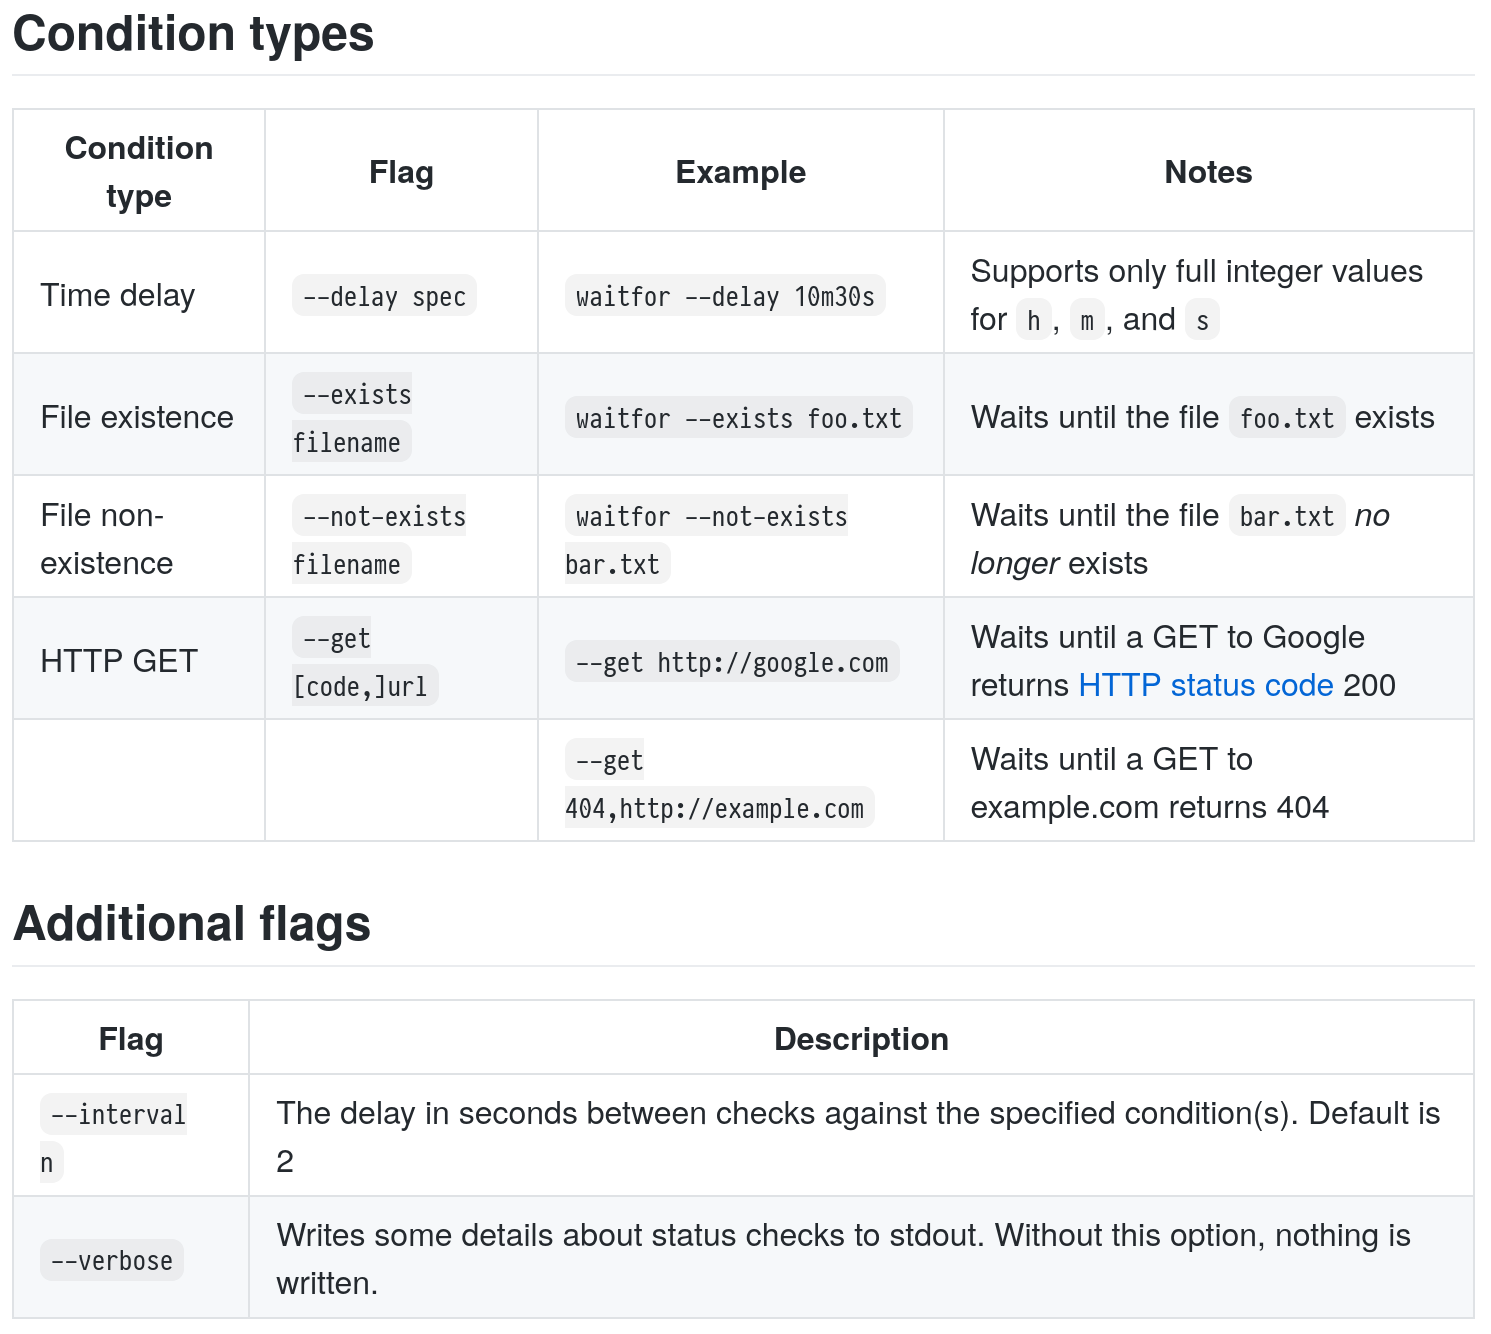 Condition types
Condition
type
Flag
Example
Notes
Time delay
--delay spec
waitfor --delay 10m30s
Supports only full integer values
for h, m, and s
File existence
--exists
filename
waitfor --exists foo.txt
Waits until the file foo.txt exists
File non-
existence
--not-exists
filename
waitfor --not-exists
bar.txt
Waits until the file bar.txt no
longer exists
HTTP GET
--get
[code,]url
--get http://google.com
Waits until a GET to Google
returns HTTP status code 200
--get
404,http://example.com
Waits until a GET to
example.com returns 404
Additional flags
Flag
Description
--interval
n
The delay in seconds between checks against the specified condition(s). Default is
2
--verbose
Writes some details about status checks to stdout. Without this option, nothing is
written.